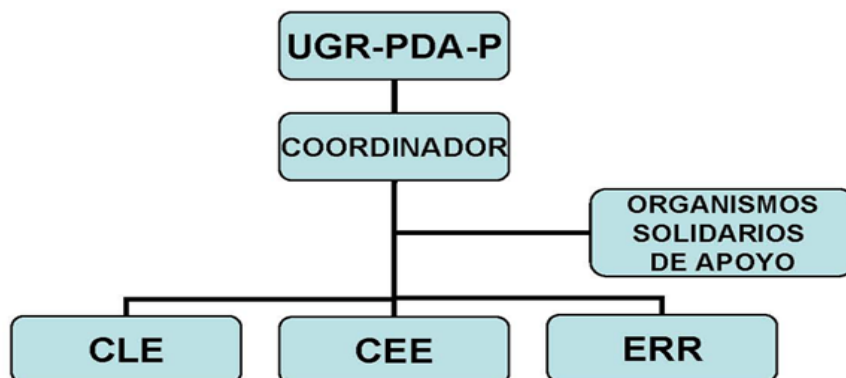 UGR-PDA-P
COORDINADOR
ORGANISMOS
SOLIDARIOS
DE APOYO
CLE
CEE
ERR